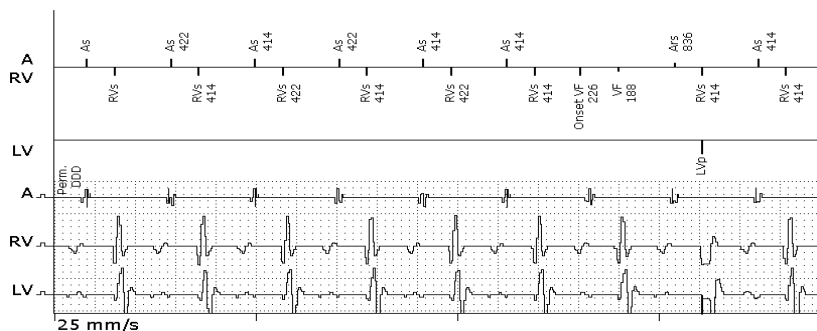 As
As 422
As 414
As 422
As 414
As 414
Ars 836
As 414
A
RV
RVs
RVs 414
RVs 422
RVs 414
RVs 422
RVs 414
Onset VF 226
VF 188
RVs 414
RVs 414
LV
LVp
Perm.
DDD
A
RV
LV
25 mm/s